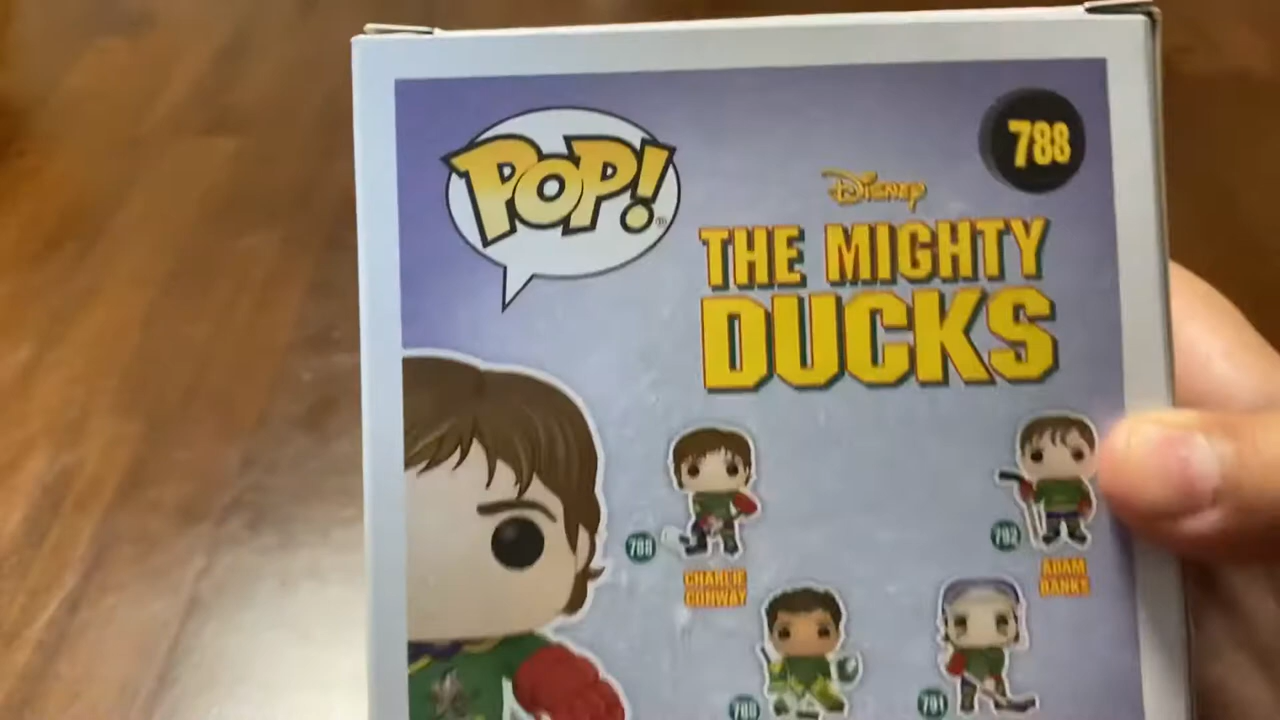 POP!®
788
Disney
THE MIGHTY
DUCKS
788
CHARLIE
CONWAY
792
ADAM
BANKS
789
791